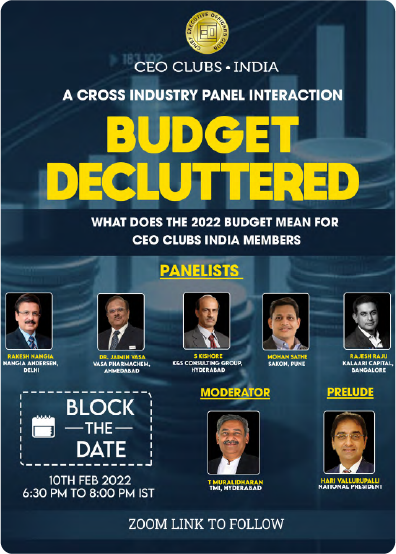 CEO CLUBS • INDIA
A CROSS INDUSTRY PANEL INTERACTION
BUDGET
DECLUTTERED
WHAT DOES THE 2022 BUDGET MEAN FOR
CEO CLUBS INDIA MEMBERS
PANELISTS
RAKESH NANGIA
NANGIA ANDERSEN,
DELHI
DR. JAIMIN VASA
VASA PHARMACHEM,
AHMEDABAD
S KISHORE
KGS CONSULTING GROUP,
HYDERABAD
MOHAN SATHE
SAKON, PUNE
RAJESH RAJU
KALAARI CAPITAL,
BANGALORE
BLOCK
THE
DATE
10TH FEB 2022
6:30 PM TO 8:00 PM IST
MODERATOR
T MURALIDHARAN
TMI, HYDERABAD
PRELUDE
HARI VALLURUPALLI
NATIONAL PRESIDENT
ZOOM LINK TO FOLLOW